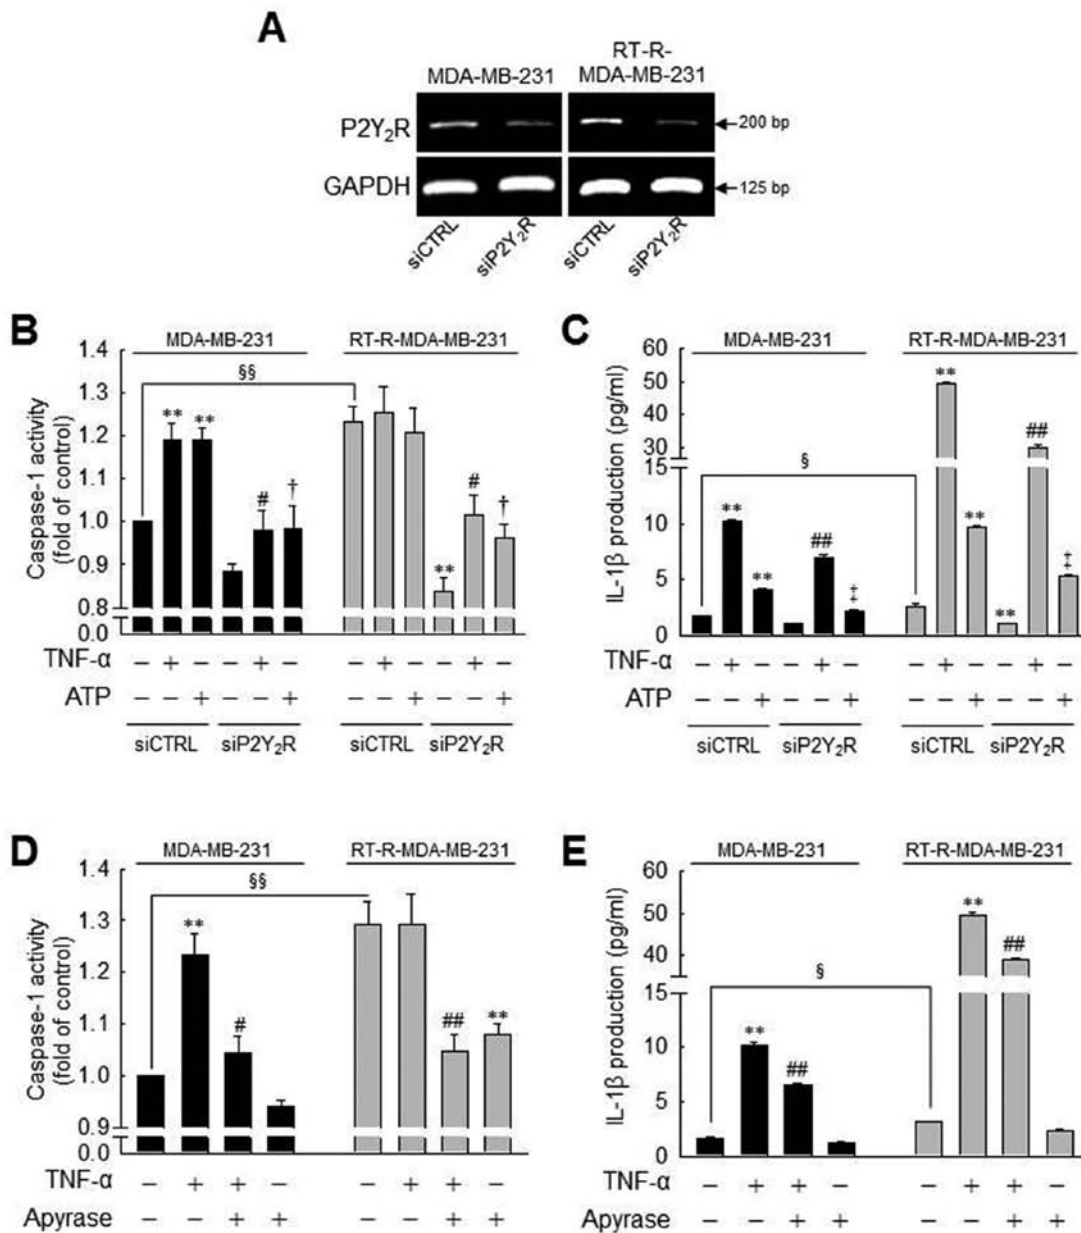 A
MDA-MB-231
RT-R-
MDA-MB-231
P2Y₂R
200 bp
GAPDH
125 bp
siCTRL
siP2Y₂R
siCTRL
siP2Y₂R
B
MDA-MB-231 RT-R-MDA-MB-231
Caspase-1 activity
(fold of control)
1.4
1.3
1.2
1.1
1.0
0.9
0.8
0.0
§§
** **
# †
**
# †
TNF-α − + − − + − − + − − + −
ATP − − + − − + − − + − − +
siCTRL siP2Y₂R siCTRL siP2Y₂R
C
MDA-MB-231 RT-R-MDA-MB-231
IL-1β production (pg/ml)
60
50
40
30
15
10
5
0
§
** **
## ‡
** **
**
## ‡
TNF-α − + − − + − − + − − + −
ATP − − + − − + − − + − − +
siCTRL siP2Y₂R siCTRL siP2Y₂R
D
MDA-MB-231 RT-R-MDA-MB-231
Caspase-1 activity
(fold of control)
1.4
1.3
1.2
1.1
1.0
0.9
0.0
§§
** #
## **
TNF-α − + + − − + + −
Apyrase − − + + − − + +
E
MDA-MB-231 RT-R-MDA-MB-231
IL-1β production (pg/ml)
60
50
40
30
15
10
5
0
§
** ##
** ##
TNF-α − + + − − + + −
Apyrase − − + + − − + +